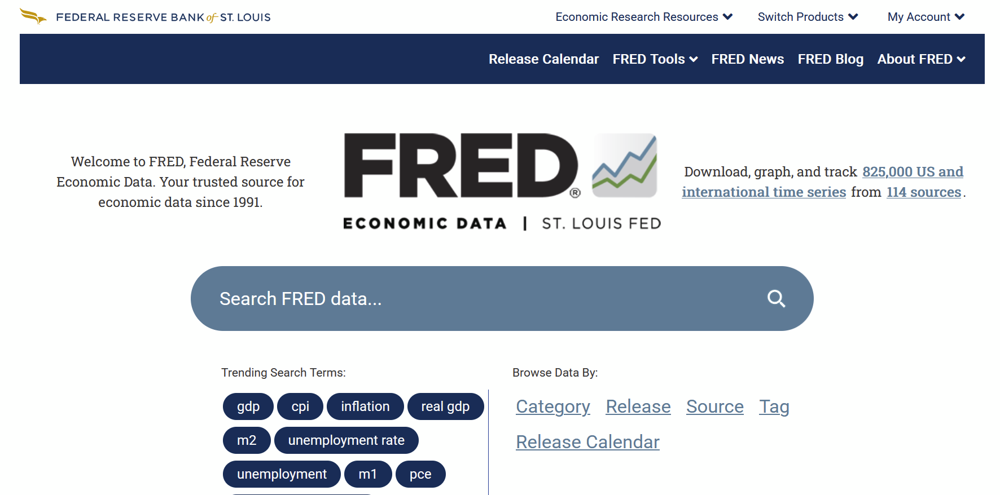 FEDERAL RESERVE BANK of ST. LOUIS
Economic Research Resources Switch Products My Account
Release Calendar FRED Tools FRED News FRED Blog About FRED
Welcome to FRED, Federal Reserve
Economic Data. Your trusted source for
economic data since 1991.
FRED®
ECONOMIC DATA | ST. LOUIS FED
Download, graph, and track 825,000 US and
international time series from 114 sources.
Search FRED data...
Trending Search Terms:
gdp cpi inflation real gdp
m2 unemployment rate
unemployment m1 pce
Browse Data By:
Category Release Source Tag
Release Calendar